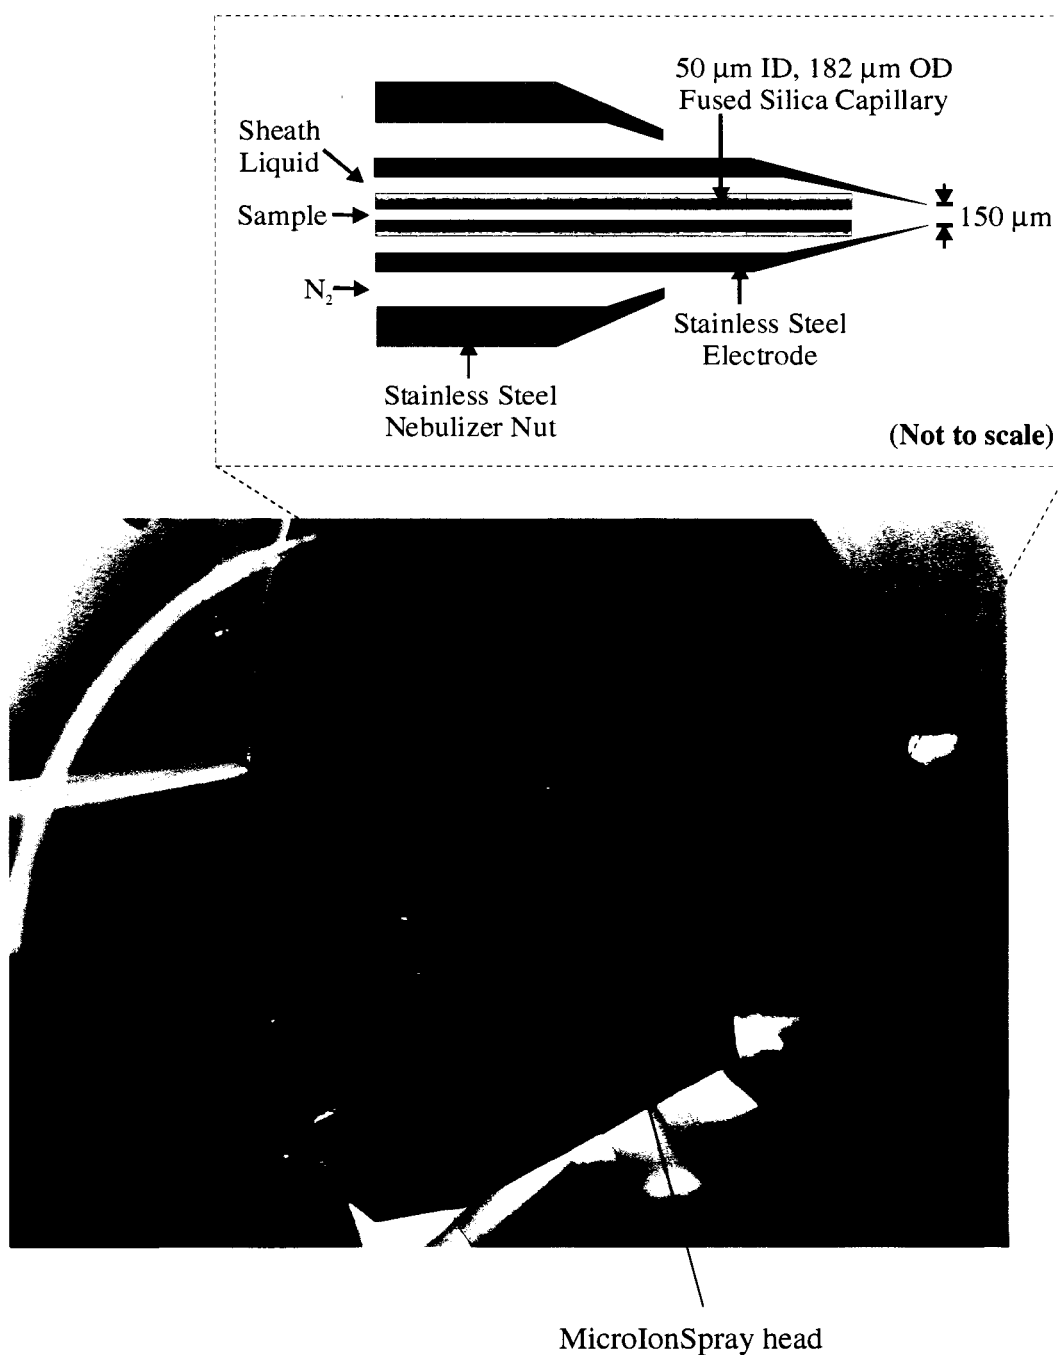 50 μm ID, 182 μm OD
Fused Silica Capillary
Sheath
Liquid
Sample
150 μm
N₂
Stainless Steel
Electrode
Stainless Steel
Nebulizer Nut
(Not to scale)
MicroIonSpray head